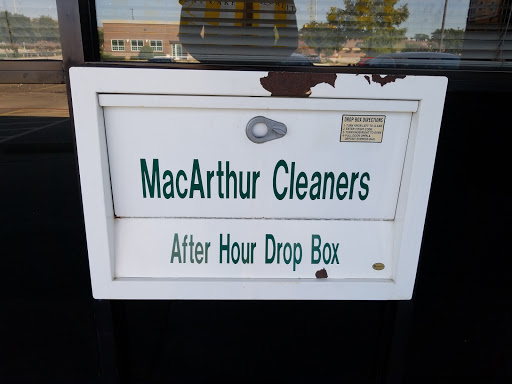 DROP BOX DIRECTIONS
MacArthur Cleaners
After Hour Drop Box